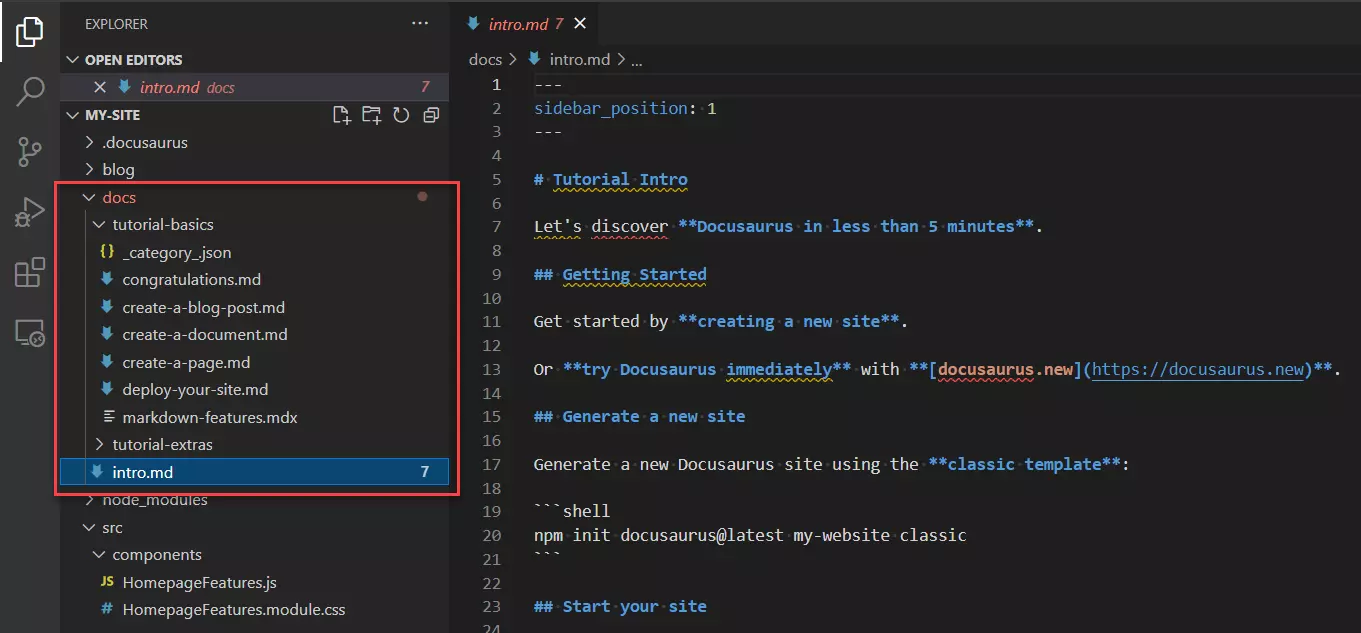 EXPLORER
OPEN EDITORS
intro.md docs 7
MY-SITE
.docusaurus
blog
docs
tutorial-basics
{} _category_.json
congratulations.md
create-a-blog-post.md
create-a-document.md
create-a-page.md
deploy-your-site.md
markdown-features.mdx
tutorial-extras
intro.md 7
node_modules
src
components
JS HomepageFeatures.js
# HomepageFeatures.module.css
intro.md 7
docs > intro.md > ...
1 ---
2 sidebar_position: 1
3 ---
4
5 # Tutorial Intro
6
7 Let's discover **Docusaurus in less than 5 minutes**.
8
9 ## Getting Started
10
11 Get started by **creating a new site**.
12
13 Or **try Docusaurus immediately** with **[docusaurus.new](https://docusaurus.new)**.
14
15 ## Generate a new site
16
17 Generate a new Docusaurus site using the **classic template**:
18
19 ```shell
20 npm init docusaurus@latest my-website classic
21 ```
22
23 ## Start your site
24